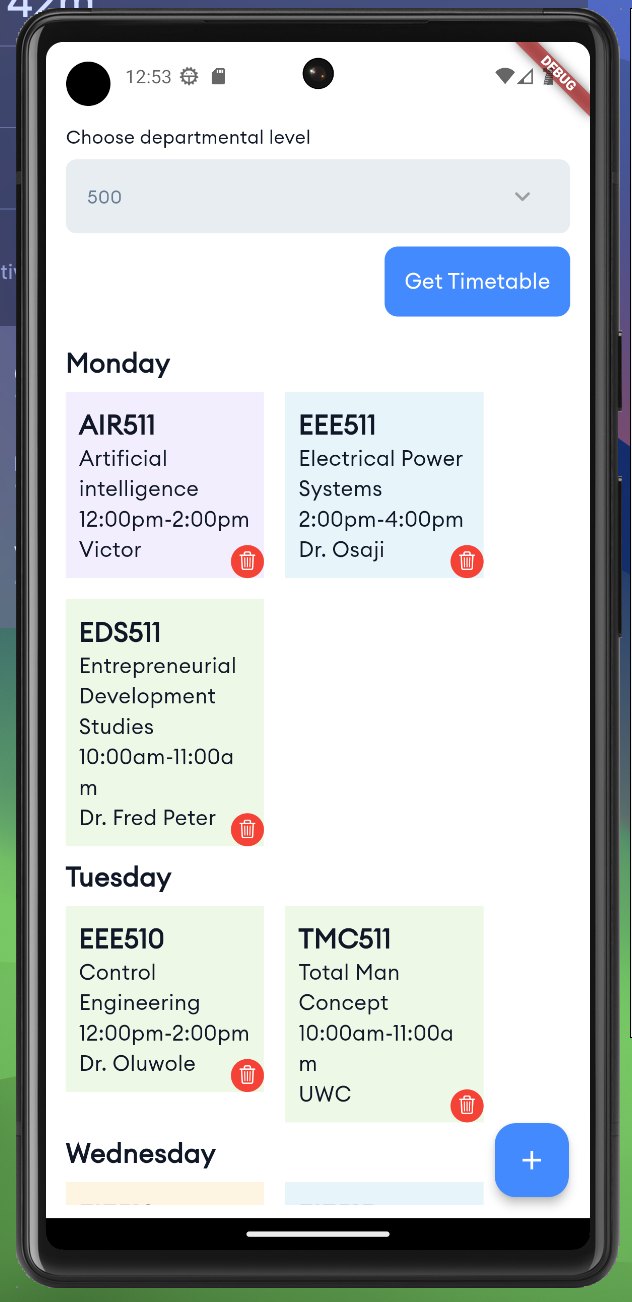 42m
12:53
DEBUG
Choose departmental level
500
Get Timetable
Monday
AIR511
Artificial
intelligence
12:00pm-2:00pm
Victor
EEE511
Electrical Power
Systems
2:00pm-4:00pm
Dr. Osaji
EDS511
Entrepreneurial
Development
Studies
10:00am-11:00a
m
Dr. Fred Peter
Tuesday
EEE510
Control
Engineering
12:00pm-2:00pm
Dr. Oluwole
TMC511
Total Man
Concept
10:00am-11:00a
m
UWC
Wednesday
+